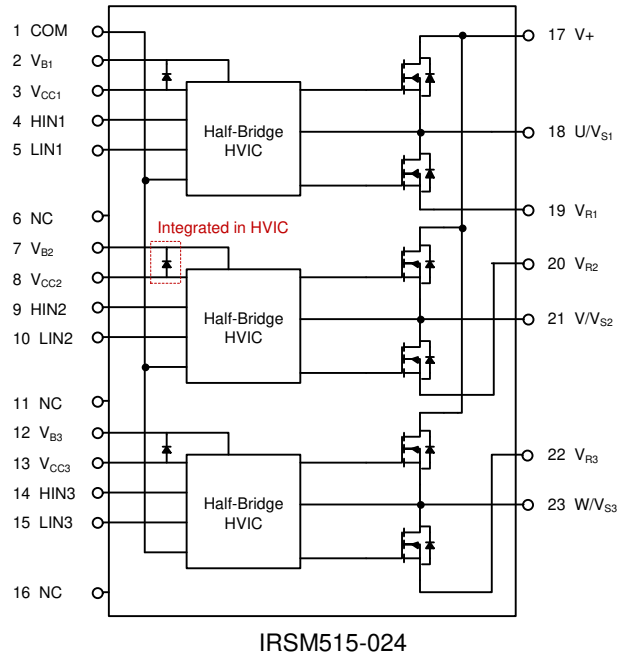 1 COM
2 VB1
3 VCC1
4 HIN1
5 LIN1
6 NC
7 VB2
8 VCC2
9 HIN2
10 LIN2
11 NC
12 VB3
13 VCC3
14 HIN3
15 LIN3
16 NC
Half-Bridge
HVIC
Integrated in HVIC
Half-Bridge
HVIC
Half-Bridge
HVIC
17 V+
18 U/VS1
19 VR1
20 VR2
21 V/VS2
22 VR3
23 W/VS3
IRSM515-024